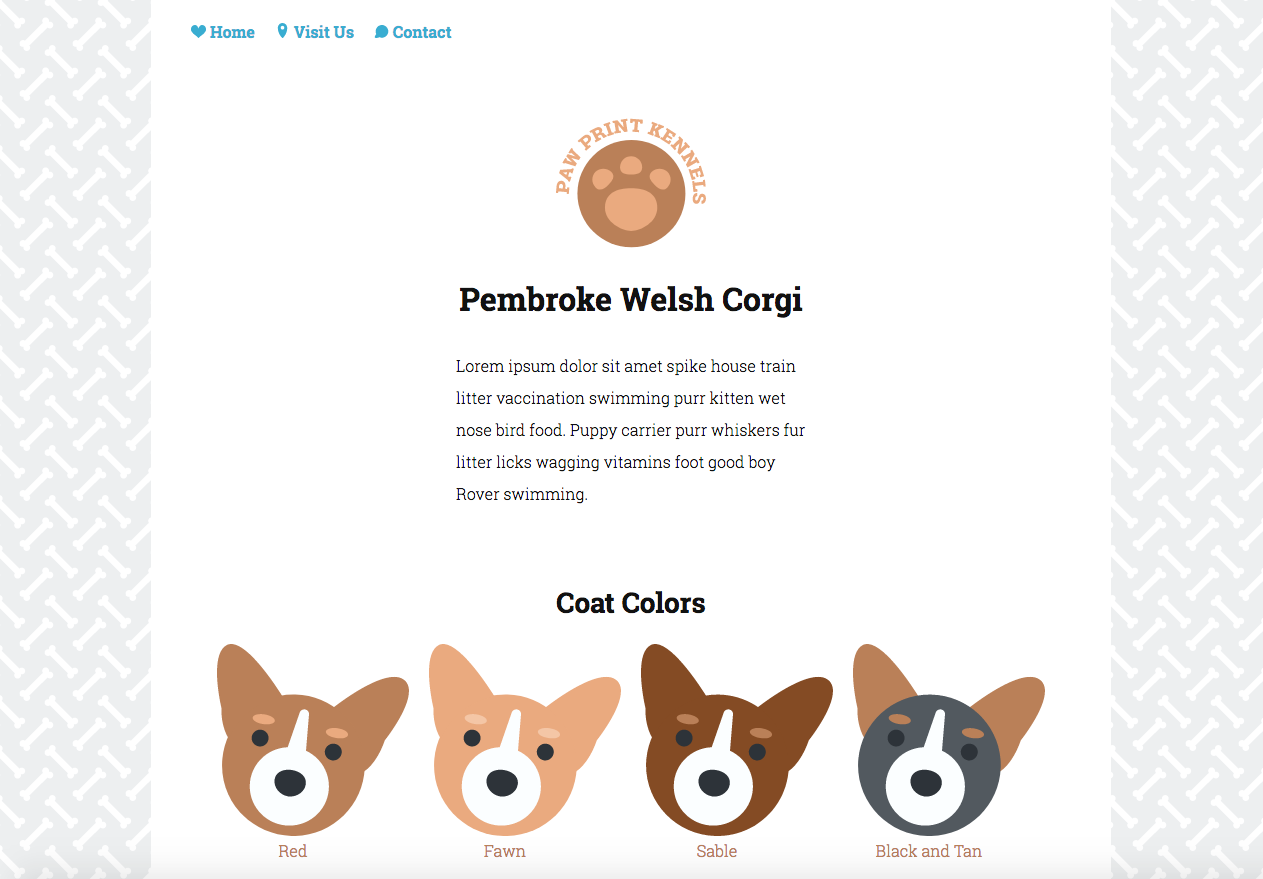 Home Visit Us Contact
PAW PRINT KENNELS
Pembroke Welsh Corgi
Lorem ipsum dolor sit amet spike house train
litter vaccination swimming purr kitten wet
nose bird food. Puppy carrier purr whiskers fur
litter licks wagging vitamins foot good boy
Rover swimming.
Coat Colors
Red Fawn Sable Black and Tan